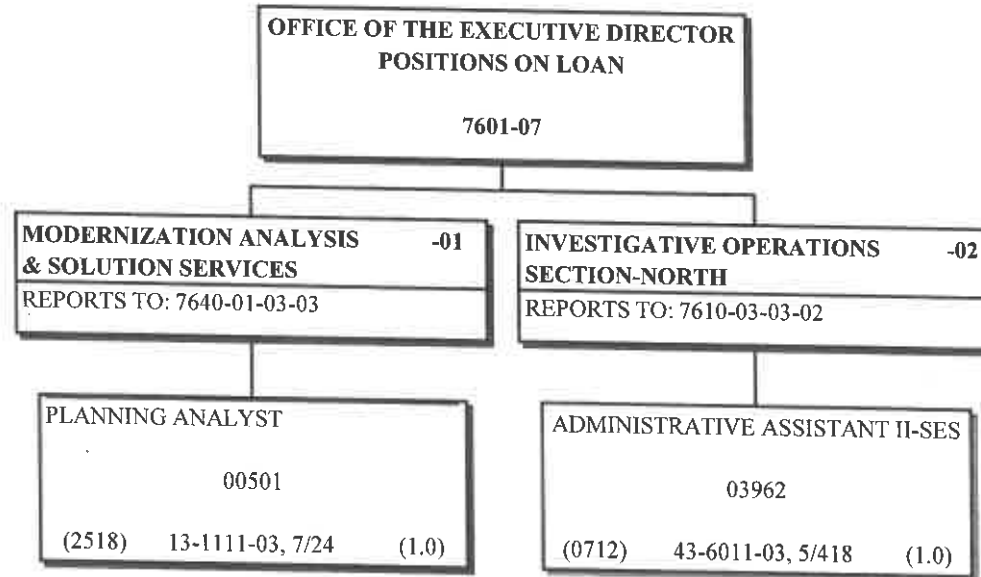 OFFICE OF THE EXECUTIVE DIRECTOR
POSITIONS ON LOAN
7601-07
MODERNIZATION ANALYSIS -01
& SOLUTION SERVICES
REPORTS TO: 7640-01-03-03
INVESTIGATIVE OPERATIONS -02
SECTION-NORTH
REPORTS TO: 7610-03-03-02
PLANNING ANALYST
00501
(2518) 13-1111-03, 7/24 (1.0)
ADMINISTRATIVE ASSISTANT II-SES
03962
(0712) 43-6011-03, 5/418 (1.0)